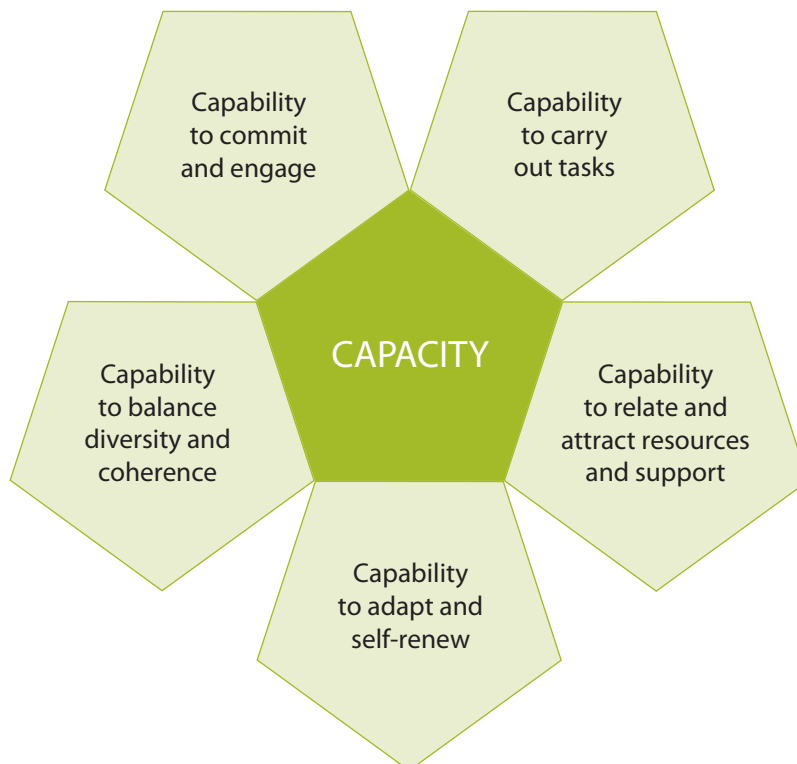 Capability
to commit
and engage
Capability
to carry
out tasks
CAPACITY
Capability
to balance
diversity and
coherence
Capability
to relate and
attract resources
and support
Capability
to adapt and
self-renew